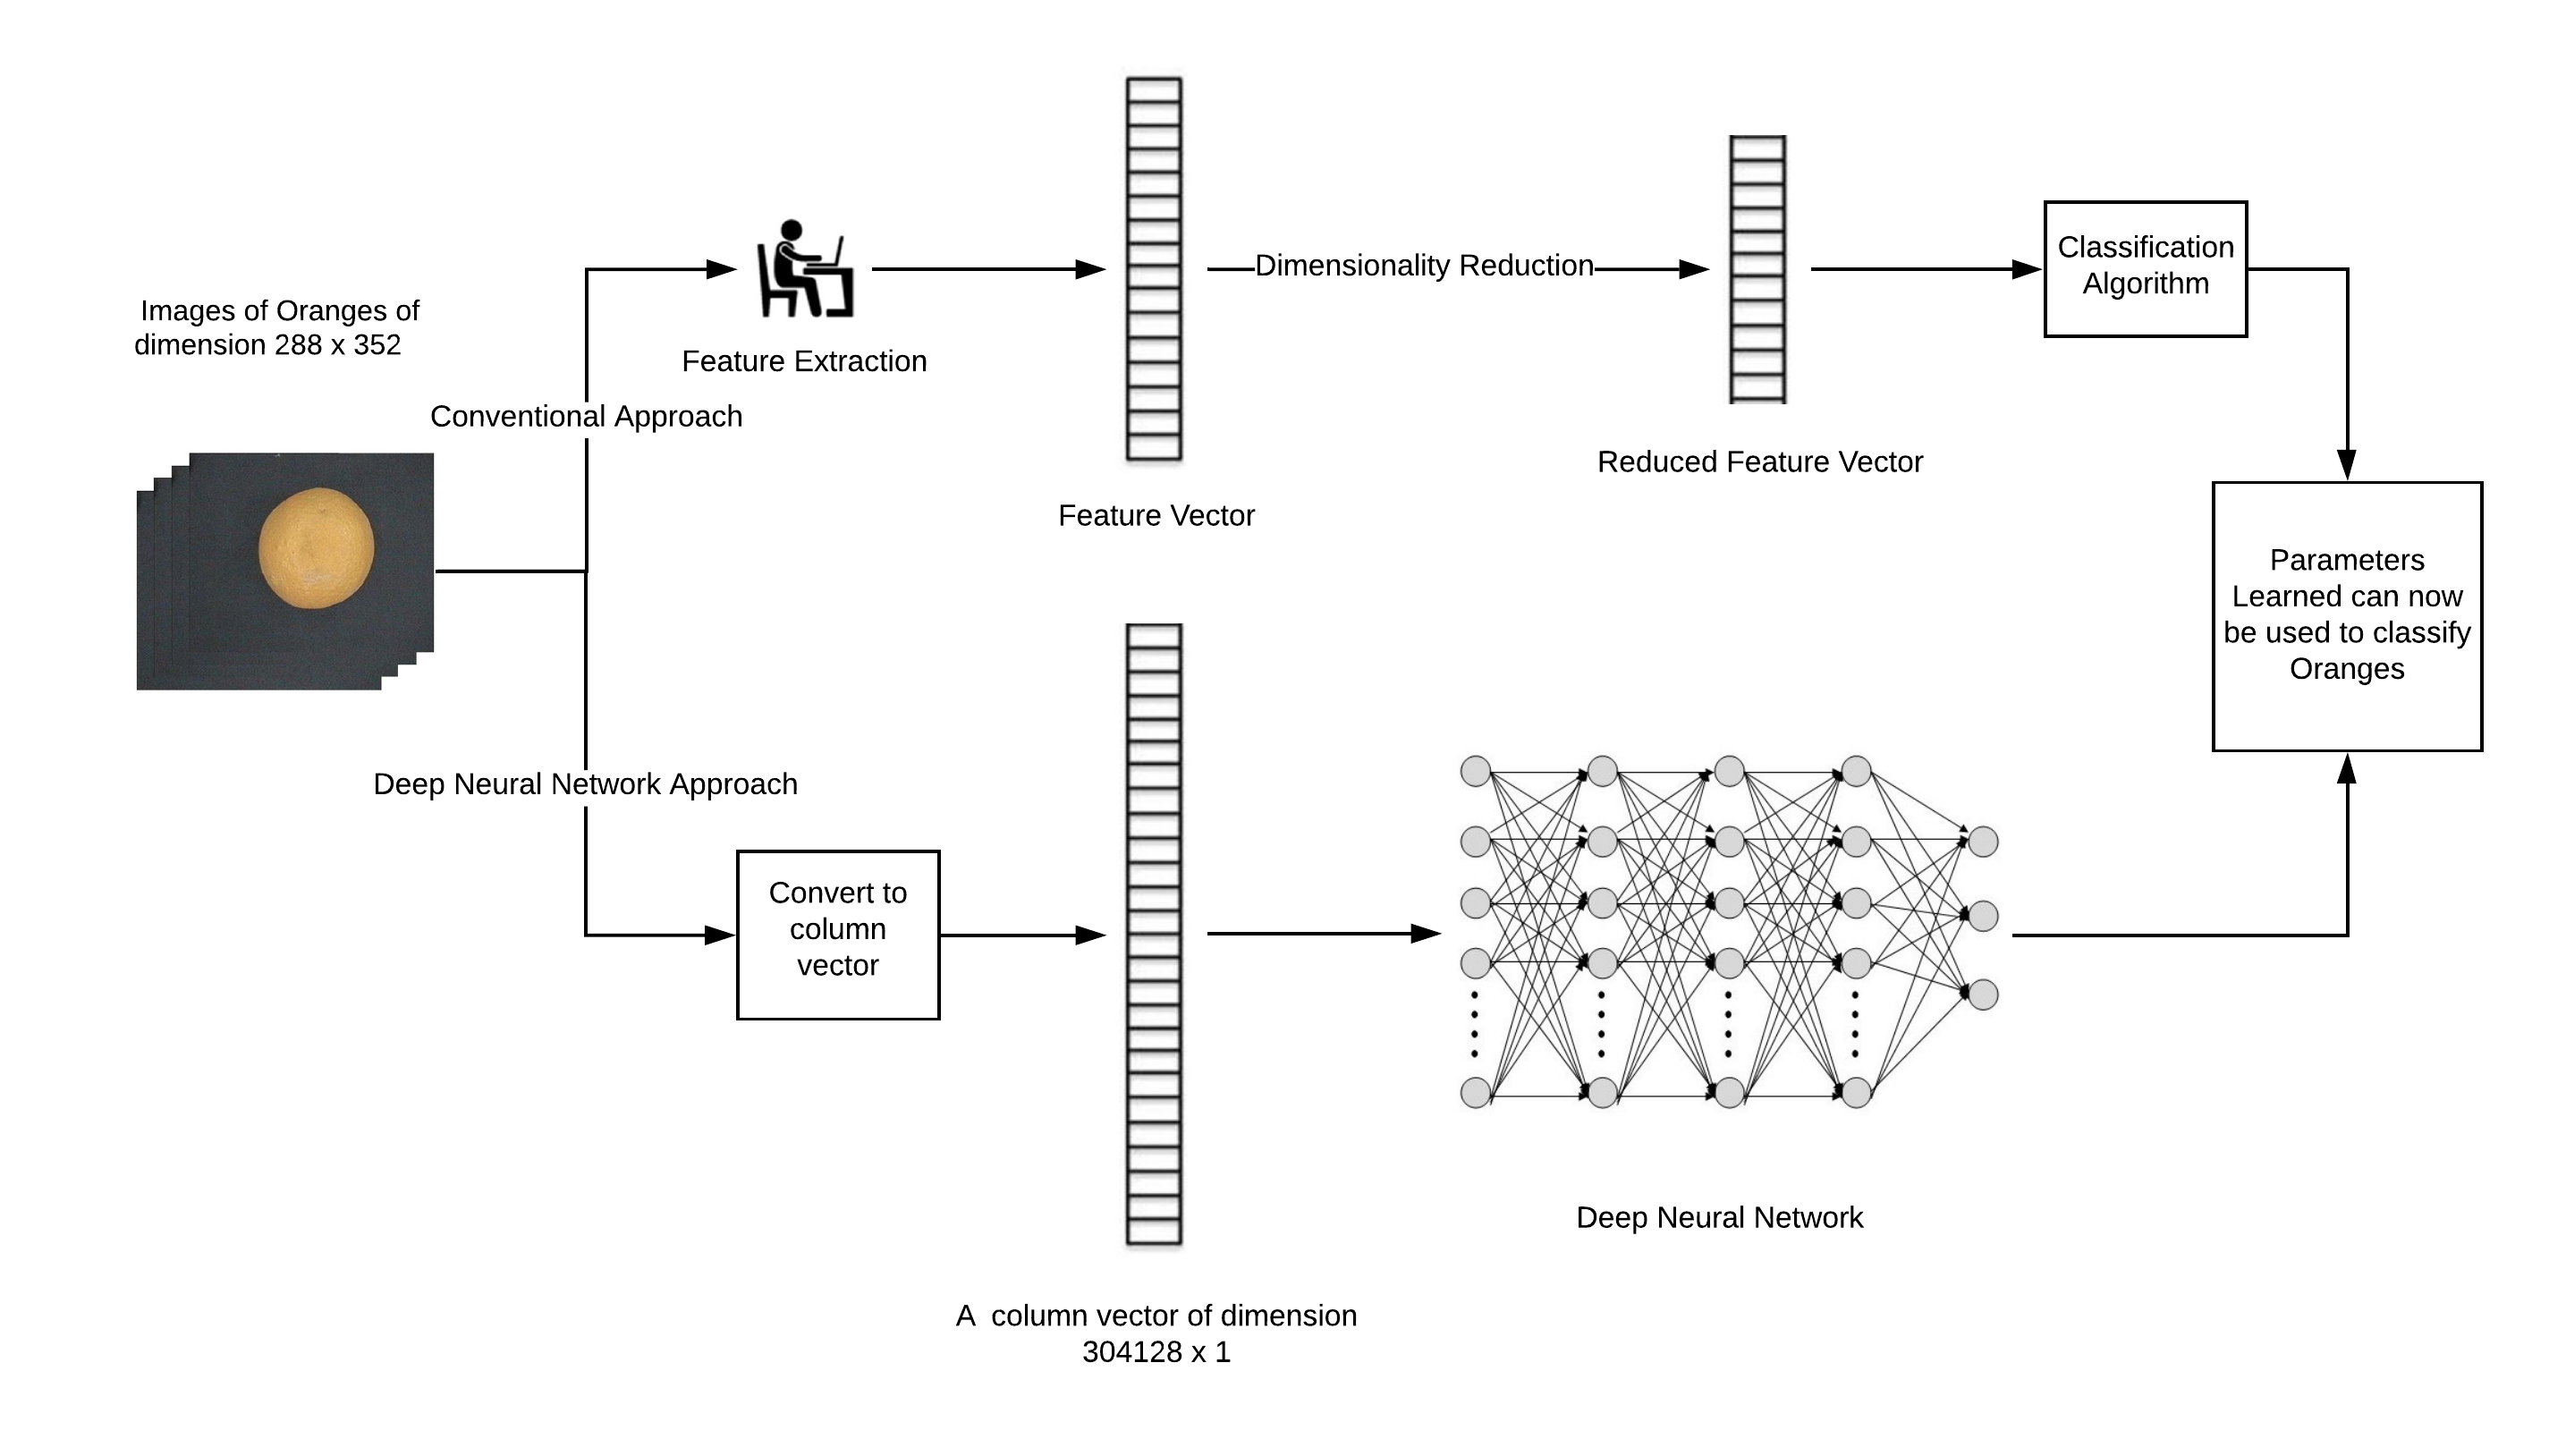 Images of Oranges of
dimension 288 x 352
Conventional Approach
Feature Extraction
Feature Vector
Dimensionality Reduction
Reduced Feature Vector
Classification
Algorithm
Parameters
Learned can now
be used to classify
Oranges
Deep Neural Network Approach
Convert to
column
vector
A column vector of dimension
304128 x 1
Deep Neural Network